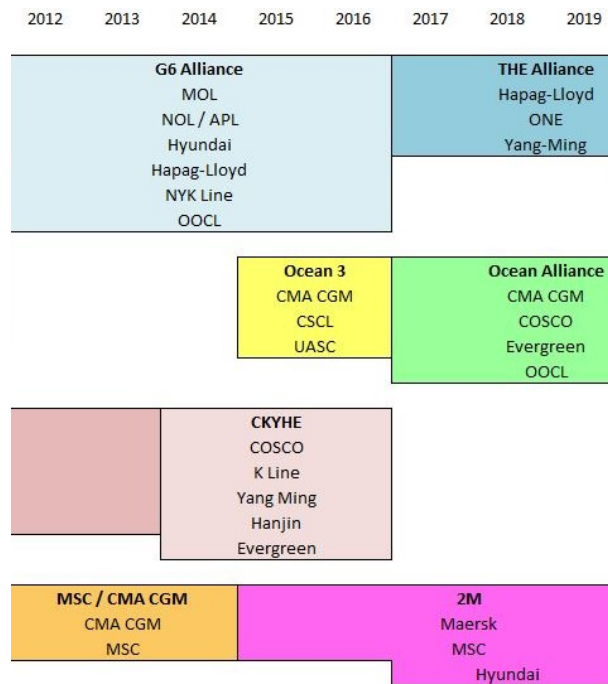 2012 2013 2014 2015 2016 2017 2018 2019
G6 Alliance
MOL
NOL / APL
Hyundai
Hapag-Lloyd
NYK Line
OOCL
THE Alliance
Hapag-Lloyd
ONE
Yang-Ming
Ocean 3
CMA CGM
CSCL
UASC
Ocean Alliance
CMA CGM
COSCO
Evergreen
OOCL
CKYHE
COSCO
K Line
Yang Ming
Hanjin
Evergreen
MSC / CMA CGM
CMA CGM
MSC
2M
Maersk
MSC
Hyundai